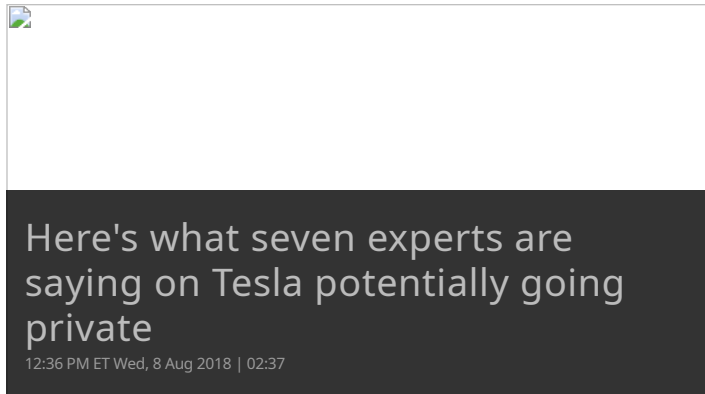 Here's what seven experts are
saying on Tesla potentially going
private
12:36 PM ET Wed, 8 Aug 2018 | 02:37